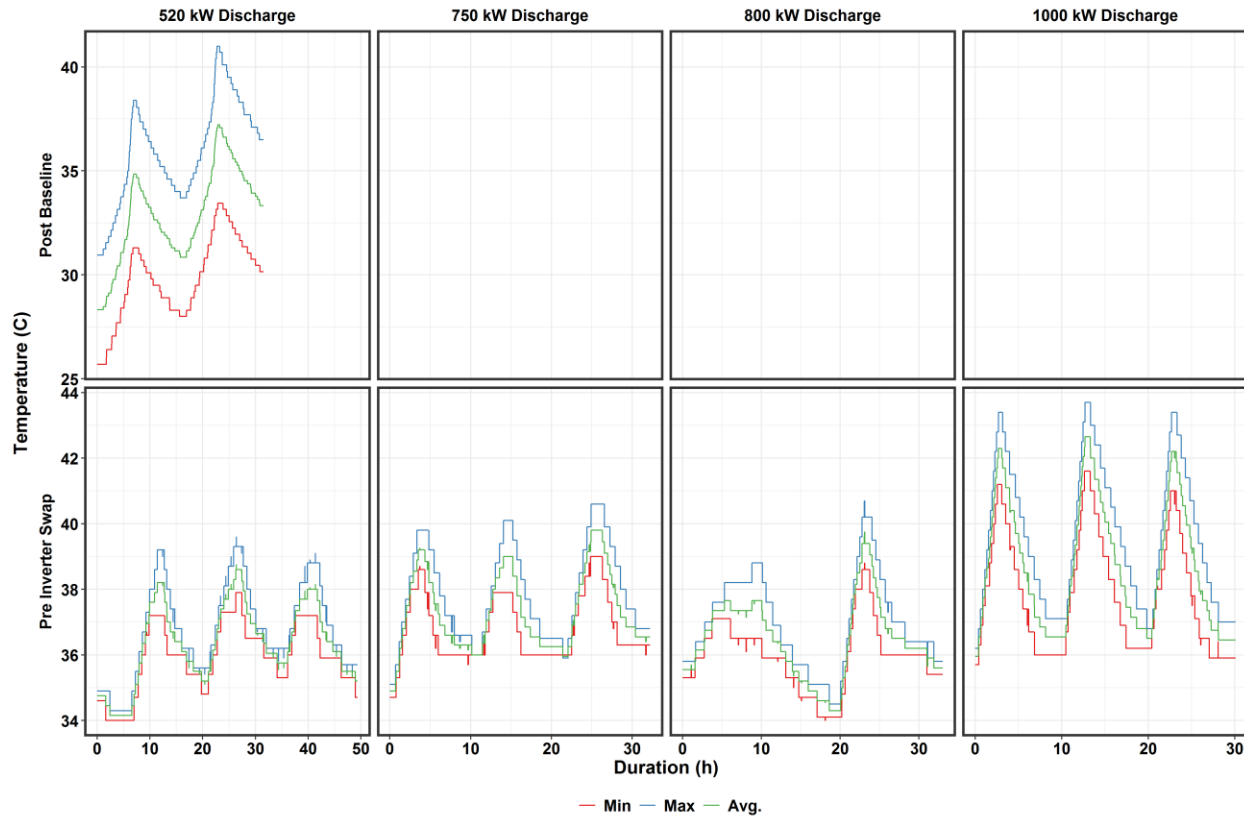 520 kW Discharge 750 kW Discharge 800 kW Discharge 1000 kW Discharge
Temperature (C)
Post Baseline
40
35
30
25
Pre Inverter Swap
44
42
40
38
36
34
0 10 20 30 40 50 0 10 20 30 0 10 20 30 0 10 20 30
Duration (h)
Min Max Avg.